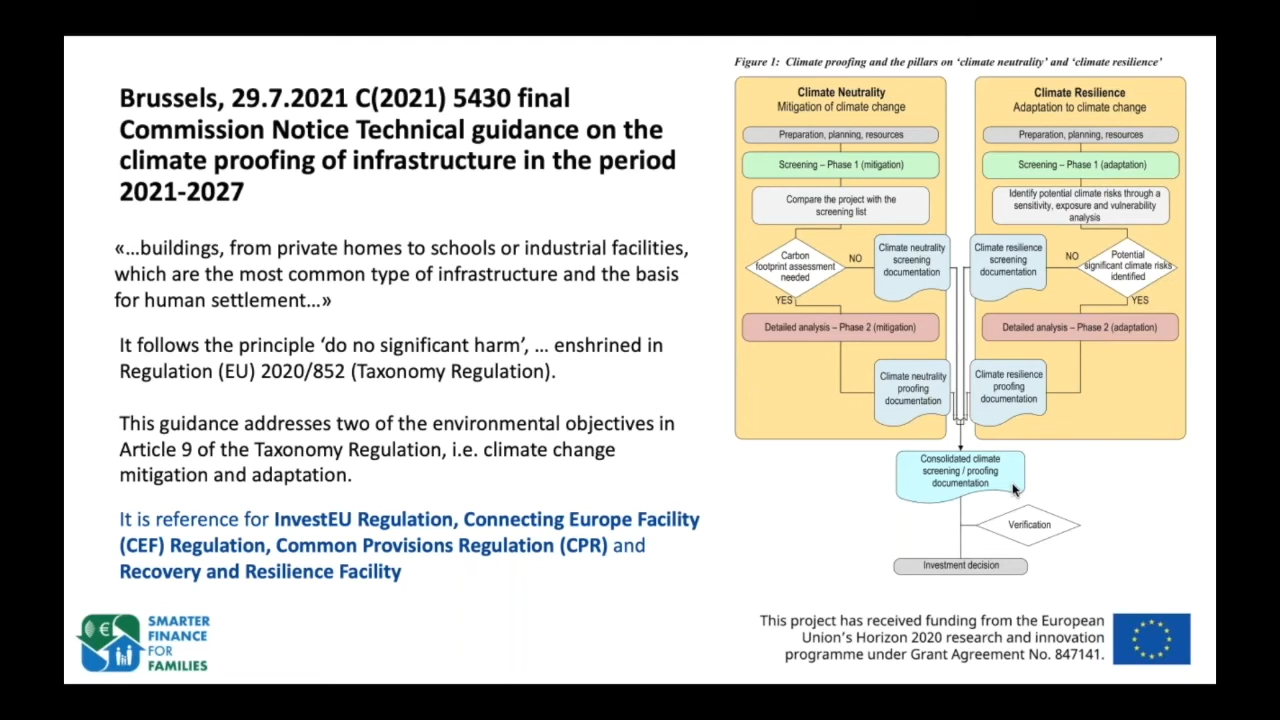 Brussels, 29.7.2021 C(2021) 5430 final
Commission Notice Technical guidance on the
climate proofing of infrastructure in the period
2021-2027
«…buildings, from private homes to schools or industrial facilities,
which are the most common type of infrastructure and the basis
for human settlement…»
It follows the principle ‘do no significant harm’, … enshrined in
Regulation (EU) 2020/852 (Taxonomy Regulation).
This guidance addresses two of the environmental objectives in
Article 9 of the Taxonomy Regulation, i.e. climate change
mitigation and adaptation.
It is reference for InvestEU Regulation, Connecting Europe Facility
(CEF) Regulation, Common Provisions Regulation (CPR) and
Recovery and Resilience Facility
Figure 1: Climate proofing and the pillars on ‘climate neutrality’ and ‘climate resilience’
Climate Neutrality
Mitigation of climate change
Preparation, planning, resources
Screening – Phase 1 (mitigation)
Compare the project with the
screening list
Carbon
footprint assessment
needed
NO
YES
Climate neutrality
screening
documentation
Detailed analysis – Phase 2 (mitigation)
Climate neutrality
proofing
documentation
Climate Resilience
Adaptation to climate change
Preparation, planning, resources
Screening – Phase 1 (adaptation)
Identify potential climate risks through a
sensitivity, exposure and vulnerability
analysis
Climate resilience
screening
documentation
NO
Potential
significant climate risks
identified
YES
Detailed analysis – Phase 2 (adaptation)
Climate resilience
proofing
documentation
Consolidated climate
screening / proofing
documentation
Verification
Investment decision
SMARTER
FINANCE
FOR
FAMILIES
This project has received funding from the European
Union’s Horizon 2020 research and innovation
programme under Grant Agreement No. 847141.